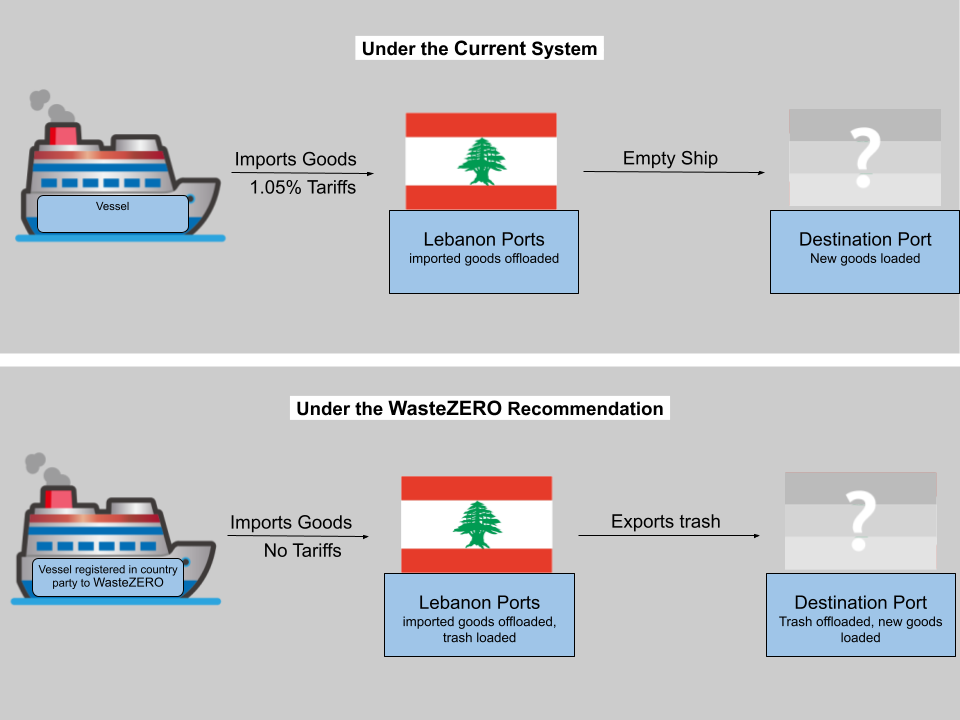 Under the Current System
Imports Goods
1.05% Tariffs
Empty Ship
?
Vessel
Lebanon Ports
imported goods offloaded
Destination Port
New goods loaded
Under the WasteZERO Recommendation
Imports Goods
No Tariffs
Exports trash
?
Vessel registered in country
party to WasteZERO
Lebanon Ports
imported goods offloaded,
trash loaded
Destination Port
Trash offloaded, new goods
loaded